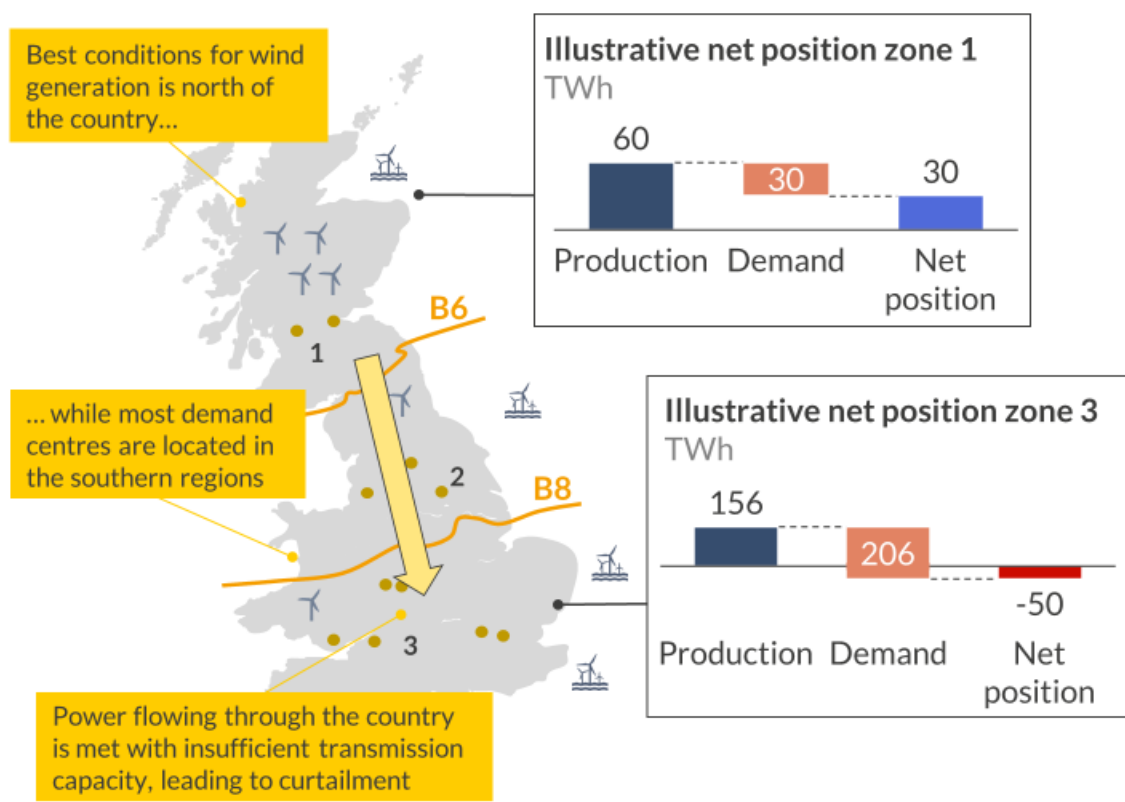 Best conditions for wind
generation is north of
the country...
Illustrative net position zone 1
TWh
60
30
30
Production
Demand
Net
position
B6
1
... while most demand
centres are located in
the southern regions
2
B8
Illustrative net position zone 3
TWh
156
206
-50
Production
Demand
Net
position
3
Power flowing through the country
is met with insufficient transmission
capacity, leading to curtailment